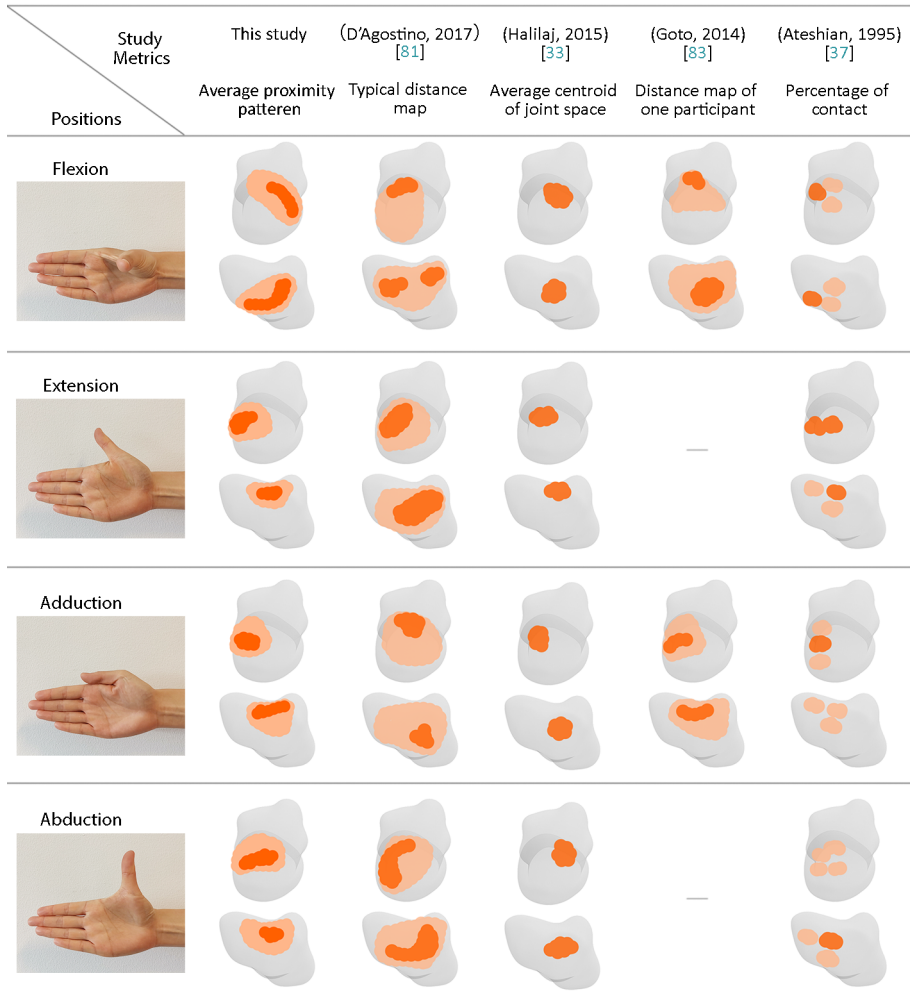 Study
Metrics
Positions
This study
Average proximity
patteren
(D’Agostino, 2017)
[81]
Typical distance
map
(Halilaj, 2015)
[33]
Average centroid
of joint space
(Goto, 2014)
[83]
Distance map of
one participant
(Ateshian, 1995)
[37]
Percentage of
contact
Flexion
Extension
—
Adduction
Abduction
—